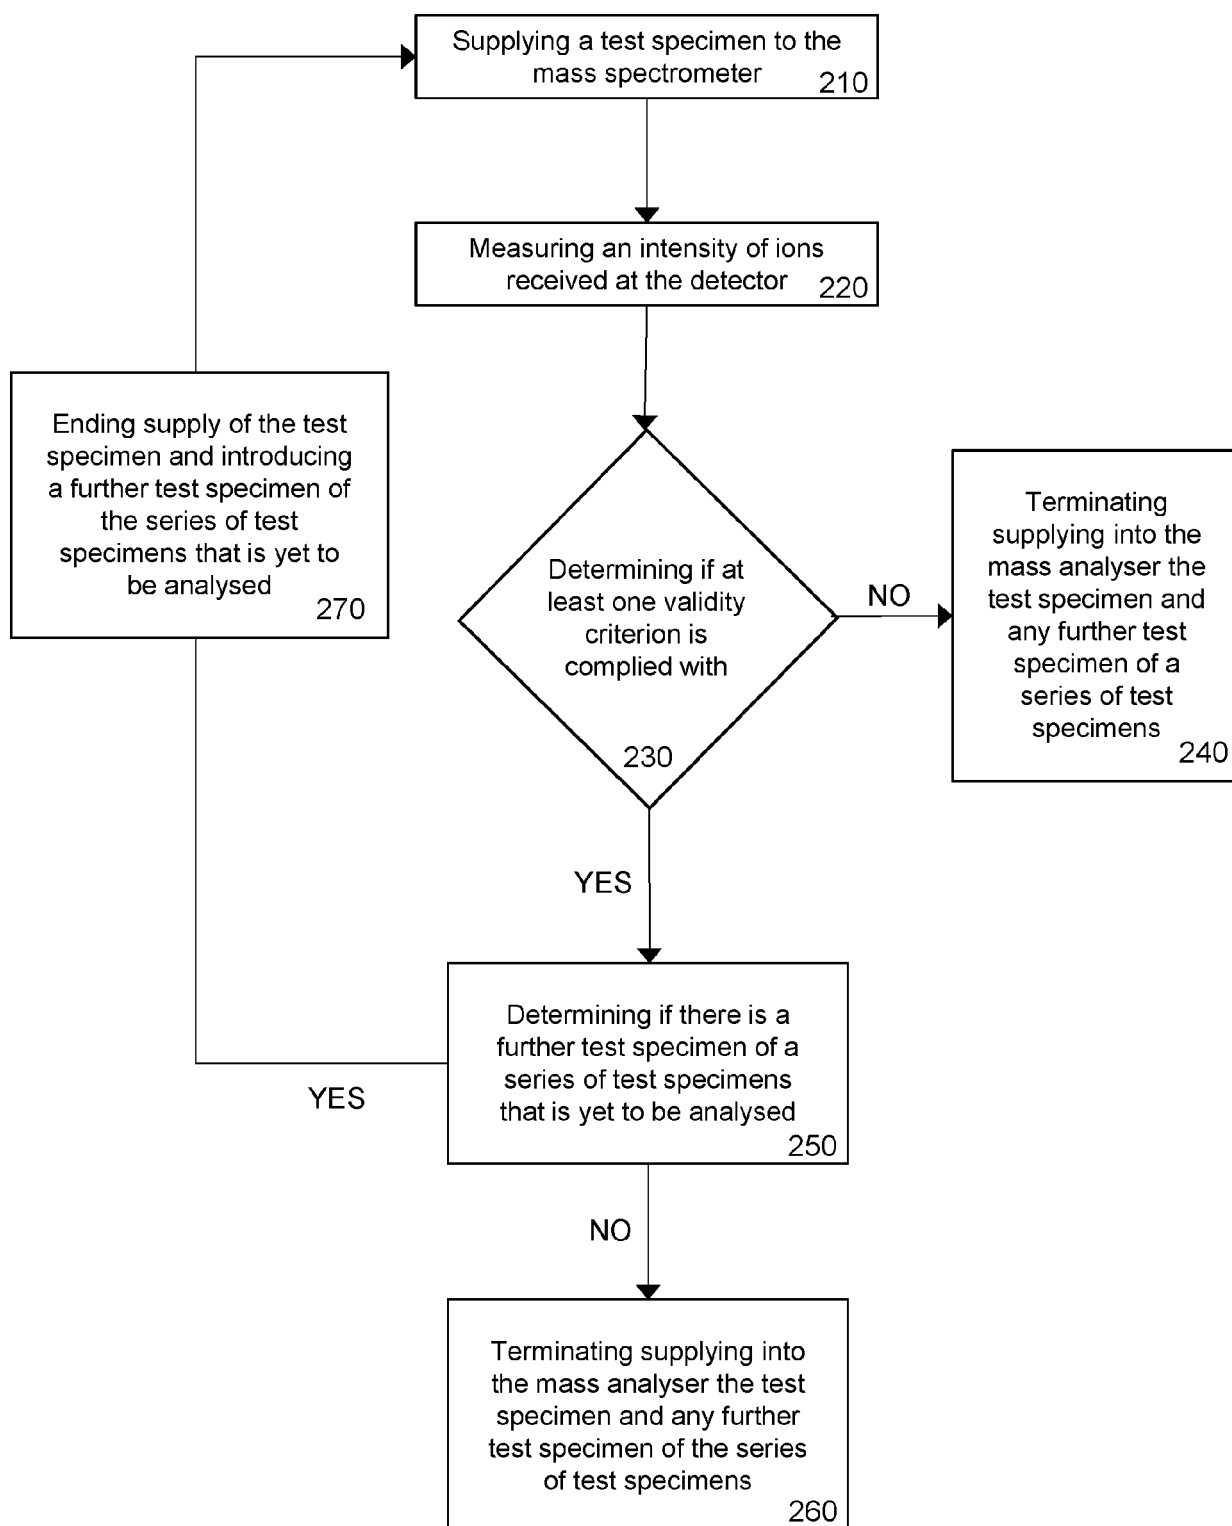 Supplying a test specimen to the
mass spectrometer
210
Measuring an intensity of ions
received at the detector
220
Determining if at
least one validity
criterion is
complied with
230
NO
Terminating
supplying into the
mass analyser the
test specimen and
any further test
specimen of a
series of test
specimens
240
YES
Determining if there is a
further test specimen of a
series of test specimens
that is yet to be analysed
250
YES
Ending supply of the test
specimen and introducing
a further test specimen of
the series of test
specimens that is yet to
be analysed
270
NO
Terminating supplying into
the mass analyser the test
specimen and any further
test specimen of the series
of test specimens
260